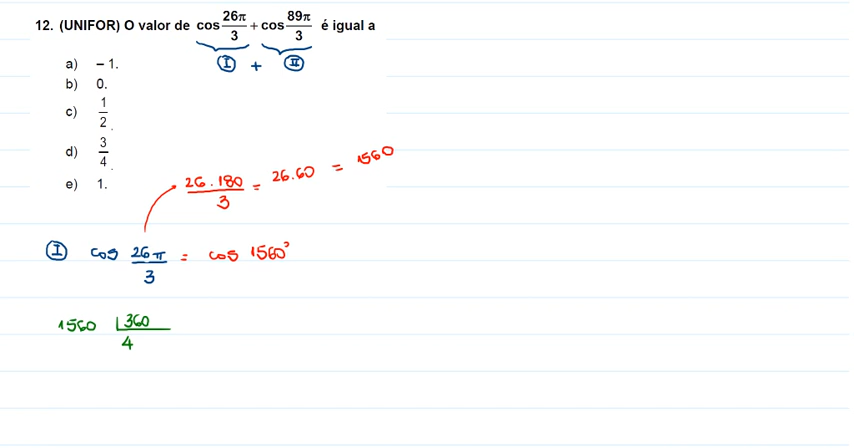 12. (UNIFOR) O valor de cos 26π/3 + cos 89π/3 é igual a
I + II
a) – 1.
b) 0.
c) 1/2.
d) 3/4.
e) 1.
26 . 180 / 3 = 26.60 = 1560
I cos 26π/3 = cos 1560°
1560 360
4